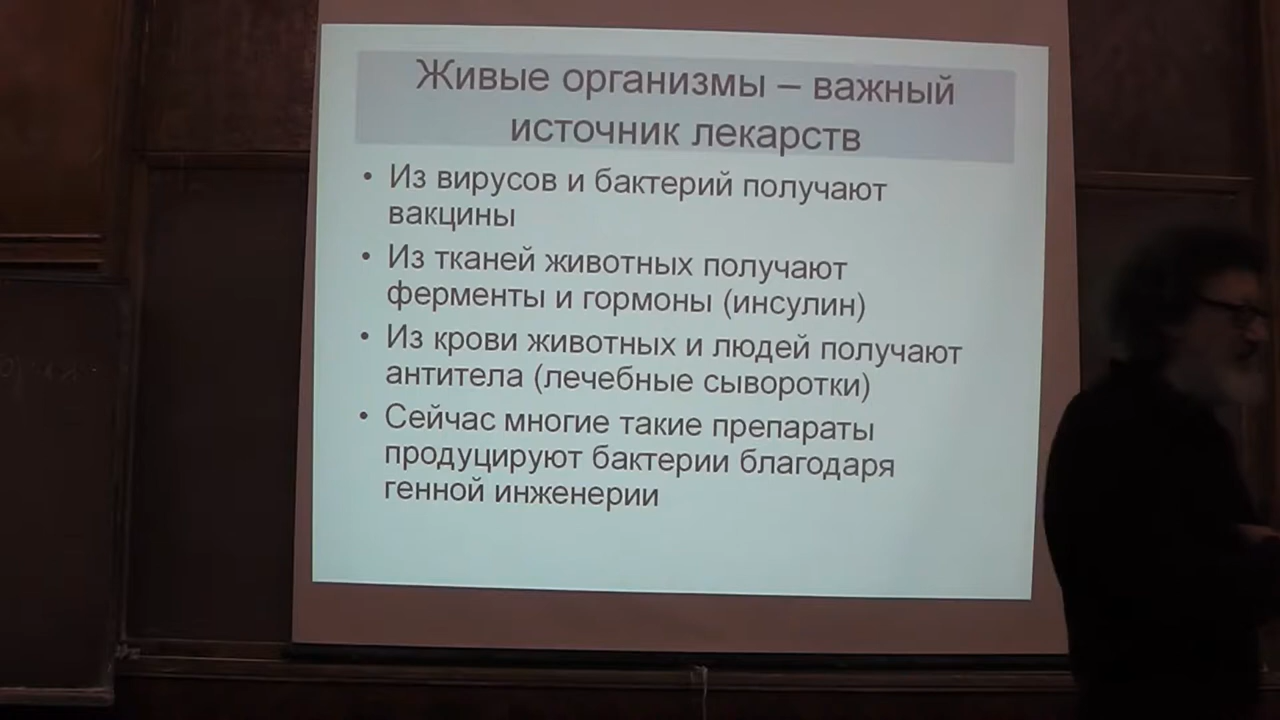 Живые организмы – важный
источник лекарств
• Из вирусов и бактерий получают
вакцины
• Из тканей животных получают
ферменты и гормоны (инсулин)
• Из крови животных и людей получают
антитела (лечебные сыворотки)
• Сейчас многие такие препараты
продуцируют бактерии благодаря
генной инженерии